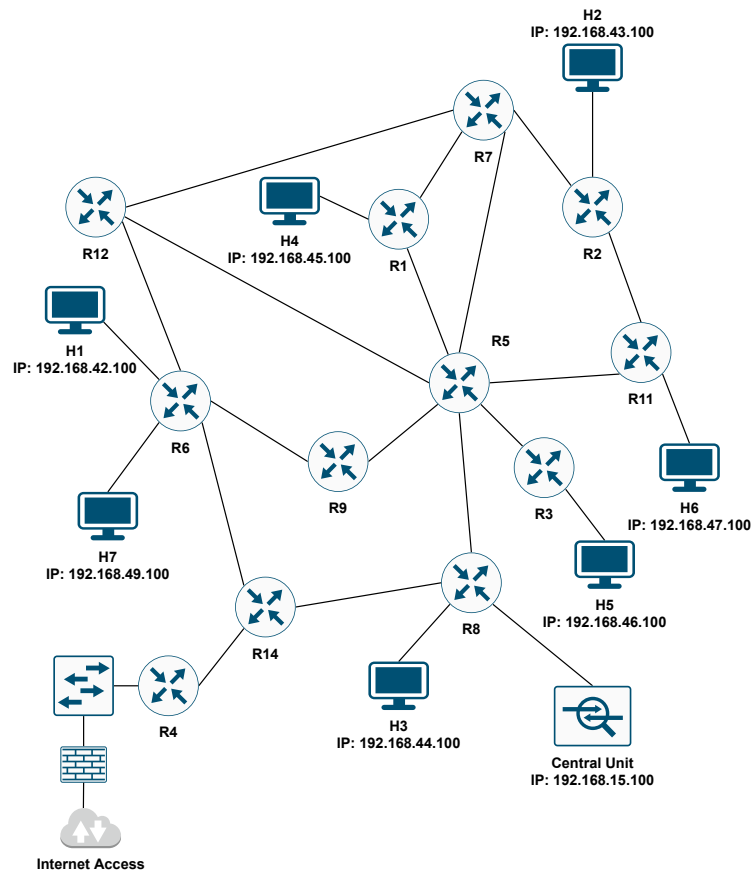 H2
IP: 192.168.43.100
R7
H4
IP: 192.168.45.100
R12
R1
R2
H1
IP: 192.168.42.100
R5
R11
R6
R9
R3
H6
IP: 192.168.47.100
H7
IP: 192.168.49.100
H5
IP: 192.168.46.100
R14
R8
R4
H3
IP: 192.168.44.100
Central Unit
IP: 192.168.15.100
Internet Access